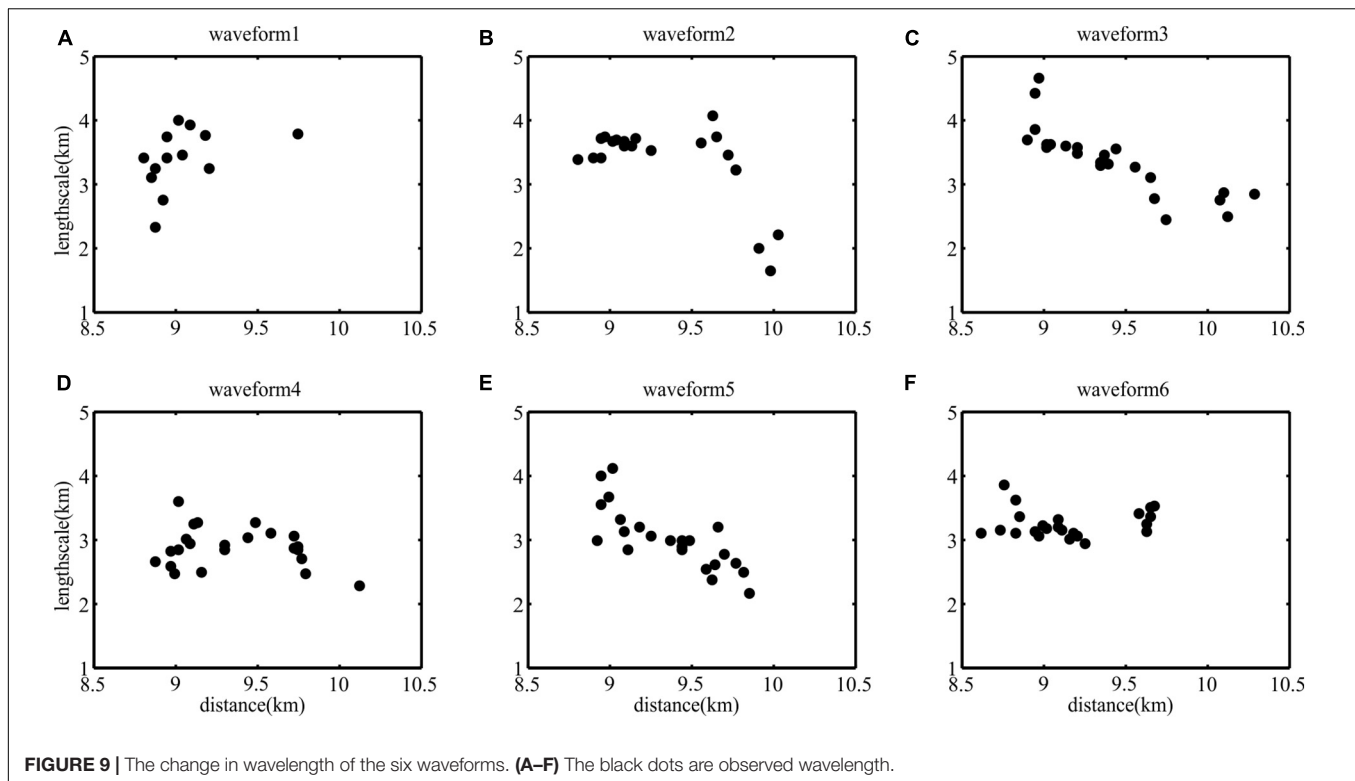 A waveform1
B waveform2
C waveform3
5
4
3
2
1
lengthscale(km)
8.5 9 9.5 10 10.5
5
4
3
2
1
8.5 9 9.5 10 10.5
5
4
3
2
1
8.5 9 9.5 10 10.5
D waveform4
E waveform5
F waveform6
5
4
3
2
1
lengthscale(km)
8.5 9 9.5 10 10.5
distance(km)
5
4
3
2
1
8.5 9 9.5 10 10.5
distance(km)
5
4
3
2
1
8.5 9 9.5 10 10.5
distance(km)
FIGURE 9 | The change in wavelength of the six waveforms. (A–F) The black dots are observed wavelength.